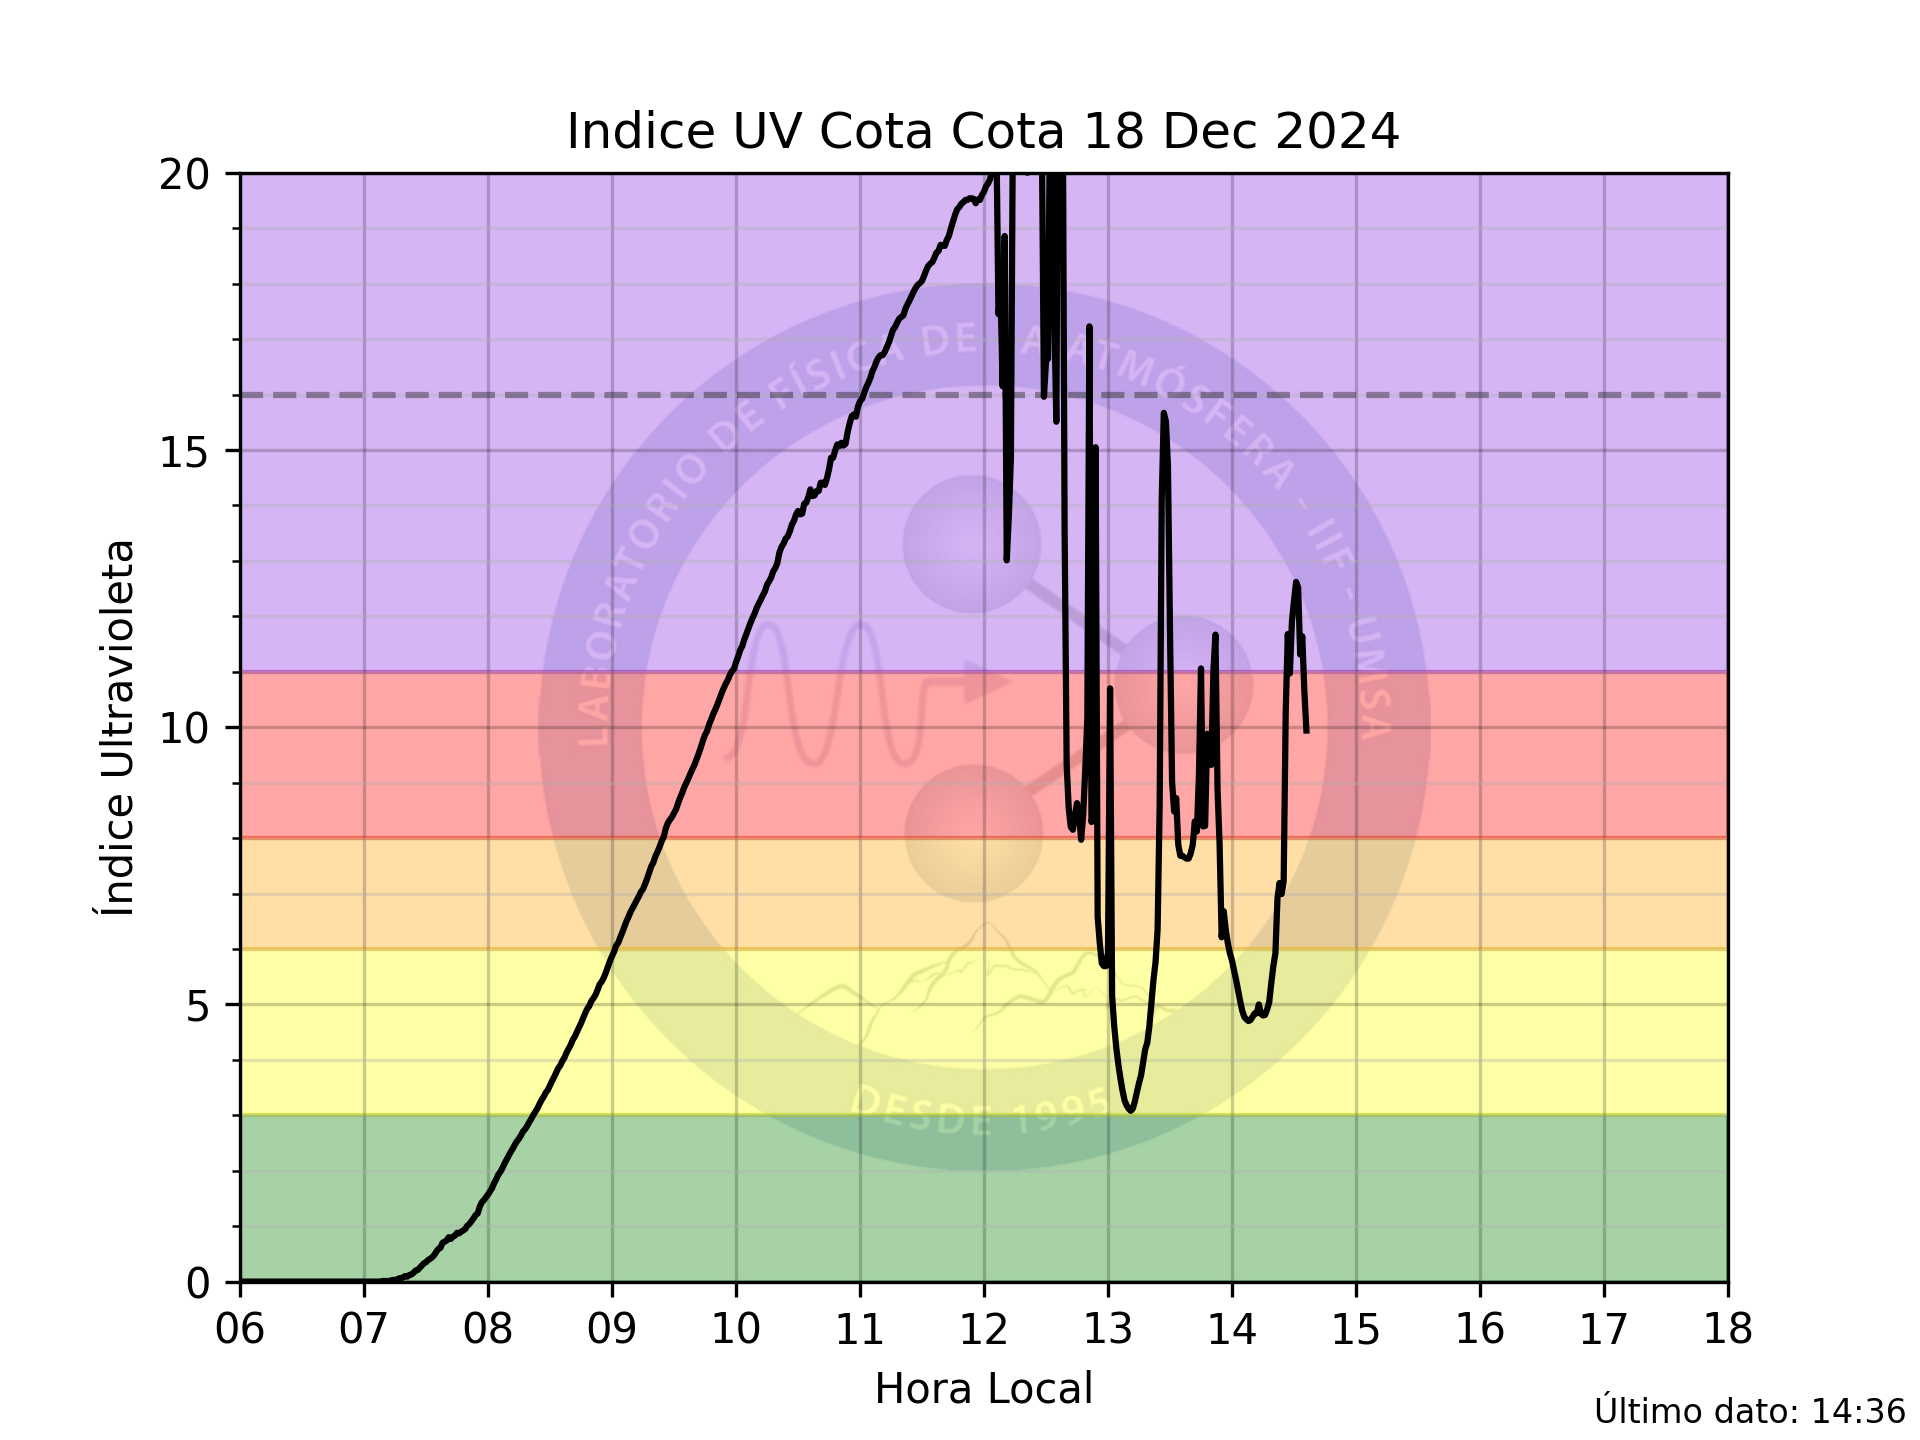 Indice UV Cota Cota 18 Dec 2024
20
15
10
5
0
Índice Ultravioleta
LABORATORIO DE FÍSICA DE LA ATMÓSFERA - IIF - UMSA
DESDE 1995
06 07 08 09 10 11 12 13 14 15 16 17 18
Hora Local
Último dato: 14:36